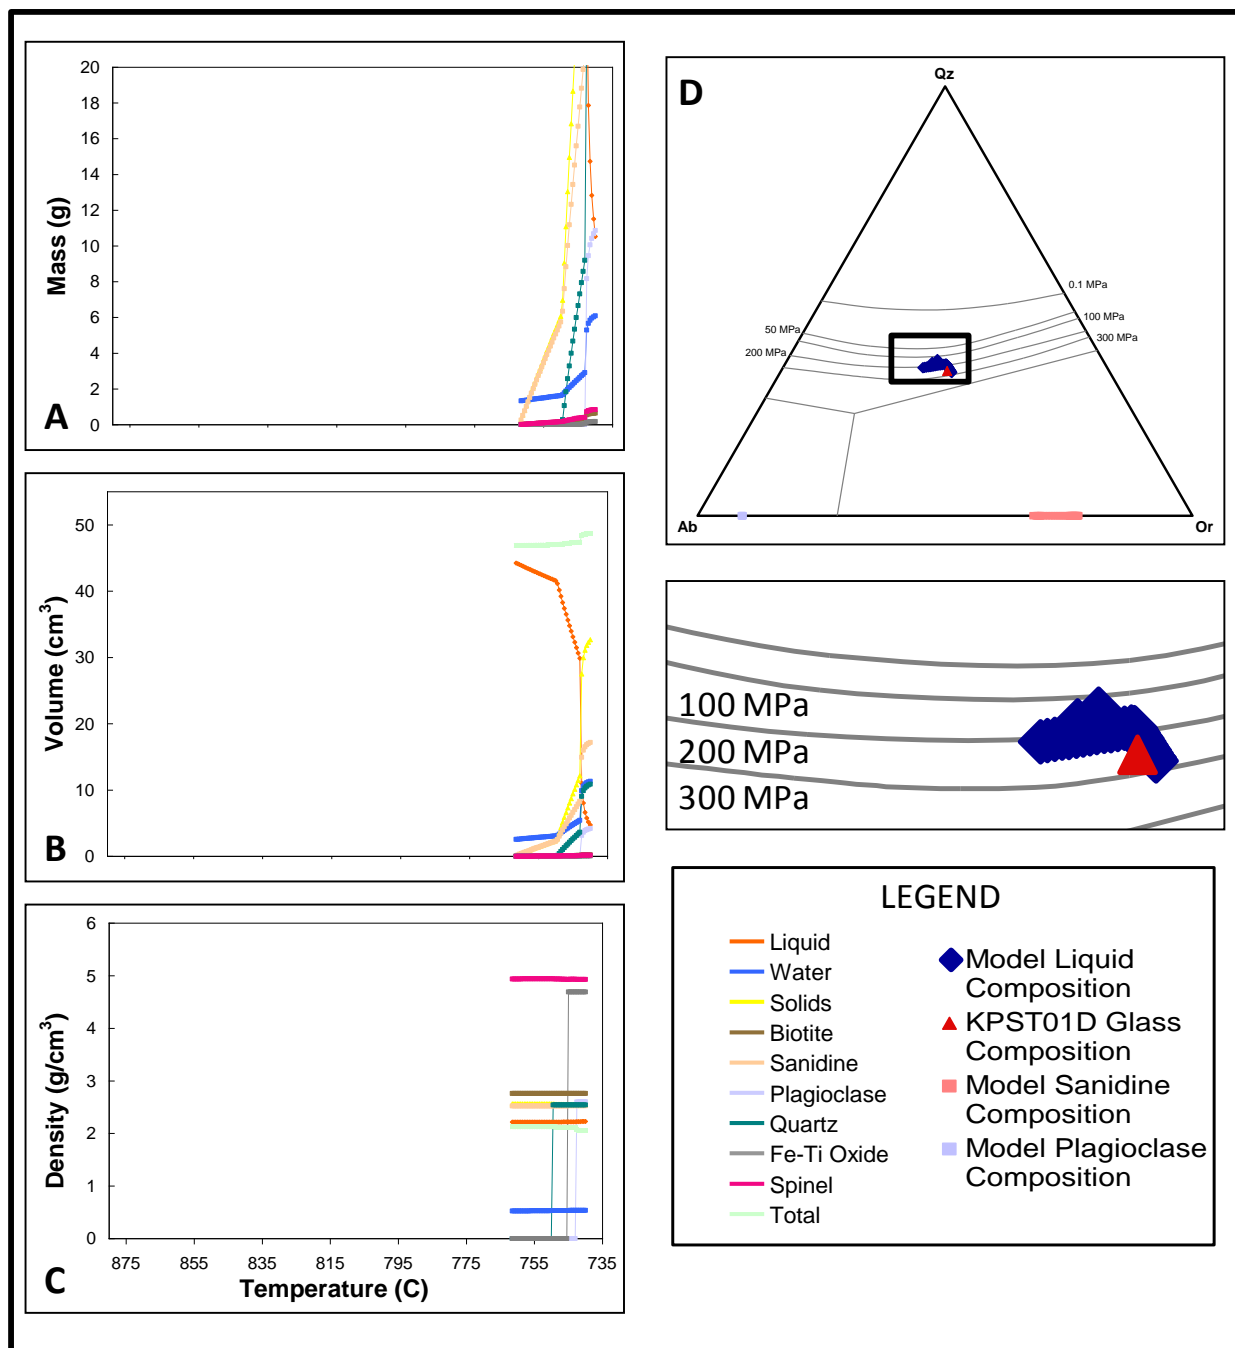 20
18
16
14
12
10
8
6
4
2
0
Mass (g)
A
50
40
30
20
10
0
Volume (cm3)
B
6
5
4
3
2
1
0
Density (g/cm3)
875 855 835 815 795 775 755 735
Temperature (C)
C
D
Qz
0.1 MPa
100 MPa
50 MPa
300 MPa
200 MPa
Ab
Or
100 MPa
200 MPa
300 MPa
LEGEND
Liquid
Water
Solids
Biotite
Sanidine
Plagioclase
Quartz
Fe-Ti Oxide
Spinel
Total
Model Liquid
Composition
KPST01D Glass
Composition
Model Sanidine
Composition
Model Plagioclase
Composition